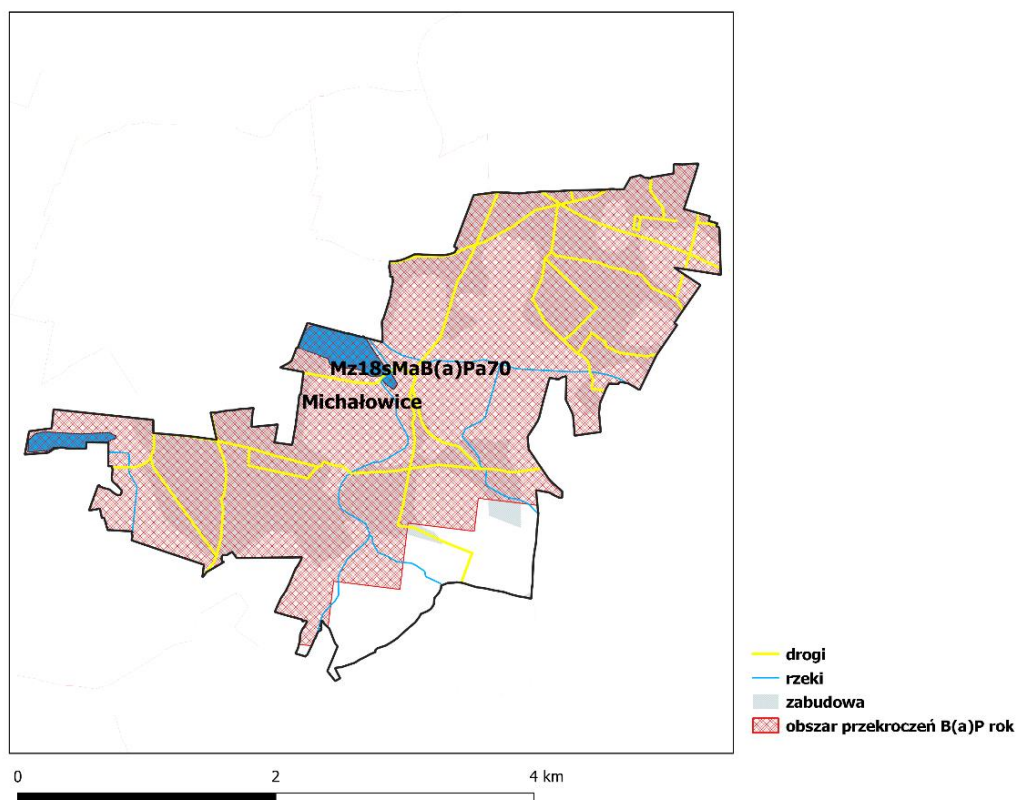 Mz18sMaB(a)Pa70
Michałowice
drogi
rzeki
zabudowa
obszar przekroczeń B(a)P rok
0 2 4 km